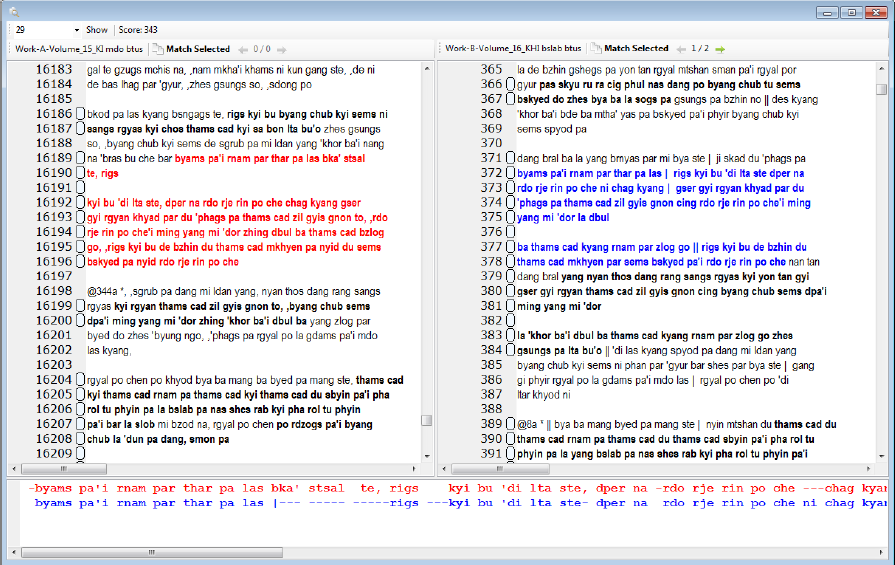 29 Show Score: 343
Work-A-Volume_15_KI mdo btus Match Selected 0 / 0
Work-B-Volume_16_KHI bslab btus Match Selected 1 / 2
16183 gal te gzugs mchis na, ,nam mkha'i khams ni kun gang ste, ,de ni
16184 de bas lhag par 'gyur, ,zhes gsungs so, ,sdong po
16185
16186 bkod pa las kyang bsngags te, rigs kyi bu byang chub kyi sems ni
16187 sangs rgyas kyi chos thams cad kyi sa bon lta bu'o zhes gsungs
16188 so, ,byang chub kyi sems de sgrub pa mi ldan yang 'khor ba'i nang
16189 na 'bras bu che bar byams pa'i rnam par thar pa las bka' stsal
16190 te, rigs
16191
16192 kyi bu 'di lta ste, dper na rdo rje rin po che chag kyang gser
16193 gyi rgyan khyad par du 'phags pa thams cad zil gyis gnon to, ,rdo
16194 rje rin po che'i ming yang mi 'dor zhing dbul ba thams cad bzlog
16195 go, ,rigs kyi bu de bzhin du thams cad mkhyen pa nyid du sems
16196 bskyed pa nyid rdo rje rin po che
16197
16198 @344a *, ,sgrub pa dang mi ldan yang, nyan thos dang rang sangs
16199 rgyas kyi rgyan thams cad zil gyis gnon to, ,byang chub sems
16200 dpa'i ming yang mi 'dor zhing 'khor ba'i dbul ba yang zlog par
16201 byed do zhes 'byung ngo, ,'phags pa rgyal po la gdams pa'i mdo
16202 las kyang,
16203
16204 rgyal po chen po khyod bya ba mang ba byed pa mang ste, thams cad
16205 kyi thams cad rnam pa thams cad kyi thams cad du sbyin pa'i pha
16206 rol tu phyin pa la bslab pa nas shes rab kyi pha rol tu phyin
16207 pa'i bar la slob mi bzod na, rgyal po chen po rdzogs pa'i byang
16208 chub la 'dun pa dang, smon pa
16209
365 la de bzhin gshegs pa yon tan rgyal mtshan sman pa'i rgyal por
366 gyur pas skyu ru ra cig phul nas dang po byang chub tu sems
367 bskyed do zhes bya ba la sogs pa gsungs pa bzhin no || des kyang
368 'khor ba'i bde ba mtha' yas pa bskyed pa'i phyir byang chub kyi
369 sems spyod pa
370
371 dang bral ba la yang brnyas par mi bya ste | ji skad du 'phags pa
372 byams pa'i rnam par thar pa las | rigs kyi bu 'di lta ste dper na
373 rdo rje rin po che ni chag kyang | gser gyi rgyan khyad par du
374 'phags pa thams cad zil gyis gnon cing rdo rje rin po che'i ming
375 yang mi 'dor la dbul
376
377 ba thams cad kyang rnam par zlog go || rigs kyi bu de bzhin du
378 thams cad mkhyen par sems bskyed pa'i rdo rje rin po che nan tan
379 dang bral yang nyan thos dang rang sangs rgyas kyi yon tan gyi
380 gser gyi rgyan thams cad zil gyis gnon cing byang chub sems dpa'i
381 ming yang mi 'dor
382
383 la 'khor ba'i dbul ba thams cad kyang rnam par zlog go zhes
384 gsungs pa lta bu'o || 'di las kyang spyod pa dang mi ldan yang
385 byang chub kyi sems ni phan par 'gyur bar shes par bya ste | gang
386 gi phyir rgyal po la gdams pa'i mdo las | rgyal po chen po 'di
387 ltar khyod ni
388
389 @8a * || bya ba mang byed pa mang ste | nyin mtshan du thams cad du
390 thams cad rnam pa thams cad du thams cad sbyin pa'i pha rol tu
391 phyin pa la yang bslab pa nas shes rab kyi pha rol tu phyin pa'i
-byams pa'i rnam par thar pa las bka' stsal te, rigs kyi bu 'di lta ste, dper na -rdo rje rin po che ---chag kyan
byams pa'i rnam par thar pa las |--- ----- -----rigs ---kyi bu 'di lta ste- dper na rdo rje rin po che ni chag kyan